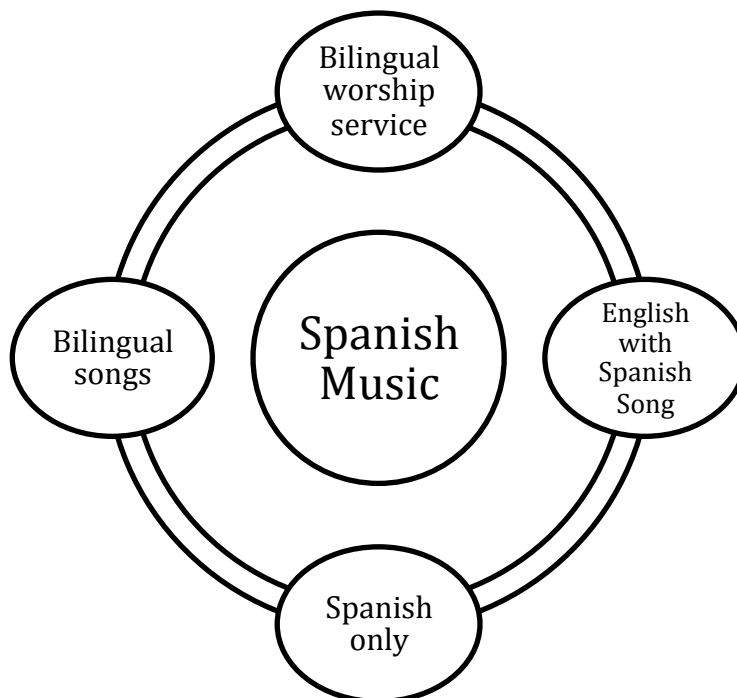 Bilingual
worship
service
Bilingual
songs
Spanish
Music
English
with
Spanish
Song
Spanish
only